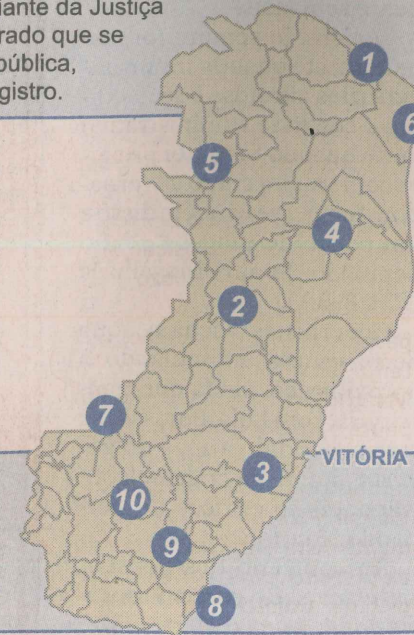 iante da Justiça
rado que se
pública,
gistro.
1
6
5
4
2
7
VITÓRIA
3
10
9
8